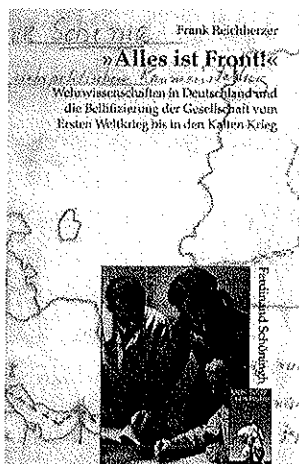 Frank Reichherzer
»Alles ist Front!«
Wehrwissenschaften in Deutschland und
die Bellifizierung der Gesellschaft vom
Ersten Weltkrieg bis in den Kalten Krieg
Ferdinand Schöningh